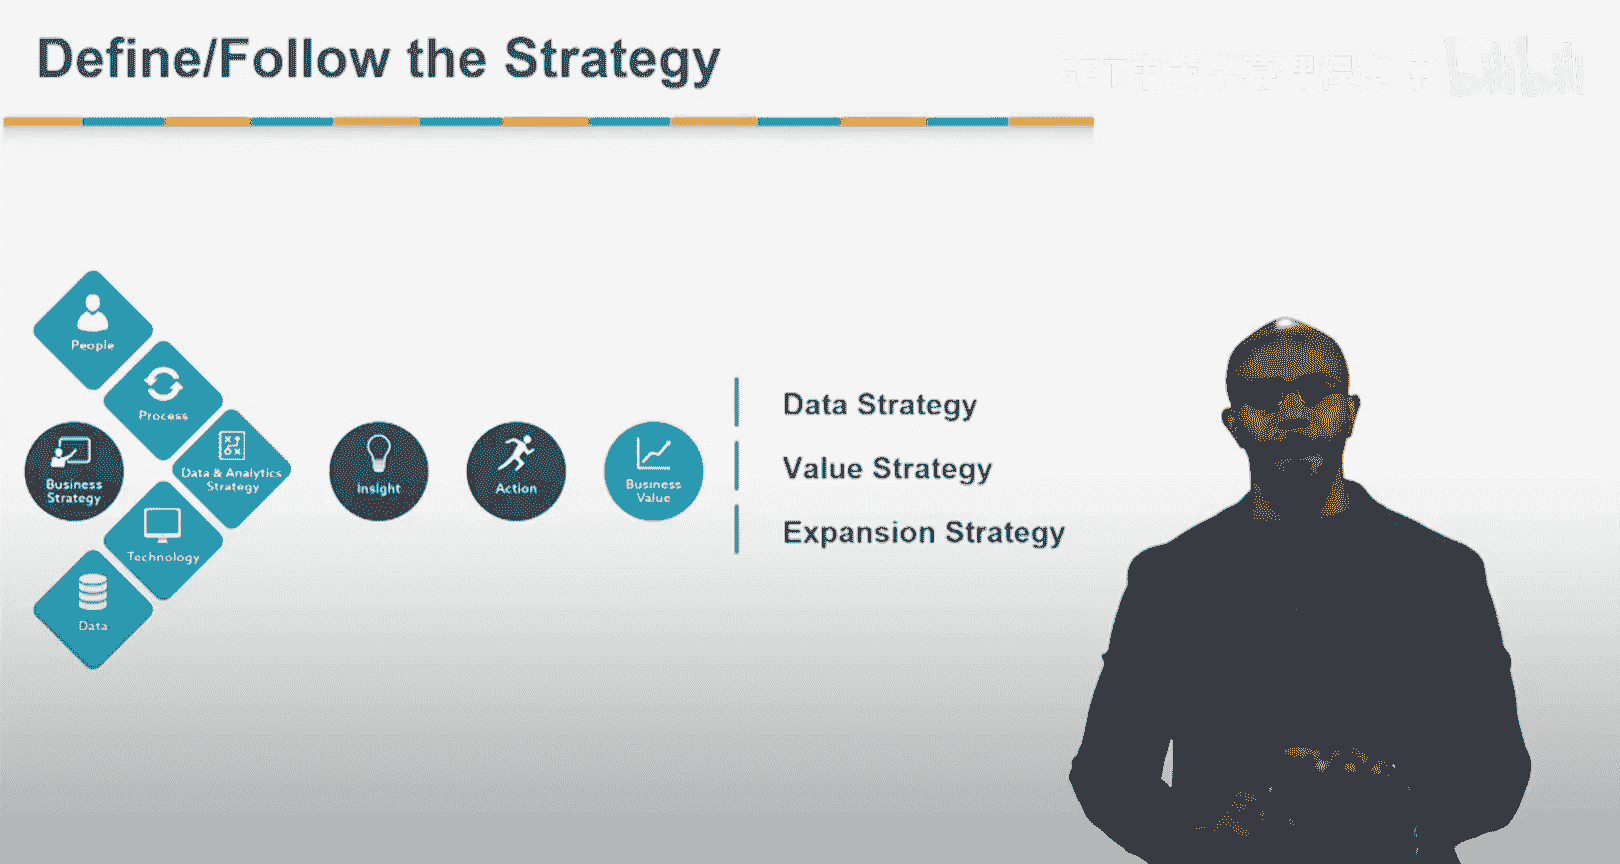 Define/Follow the Strategy
bilibili
People
Process
Business
Strategy
Data & Analytics
Strategy
Technology
Data
Insight
Action
Business
Value
Data Strategy
Value Strategy
Expansion Strategy